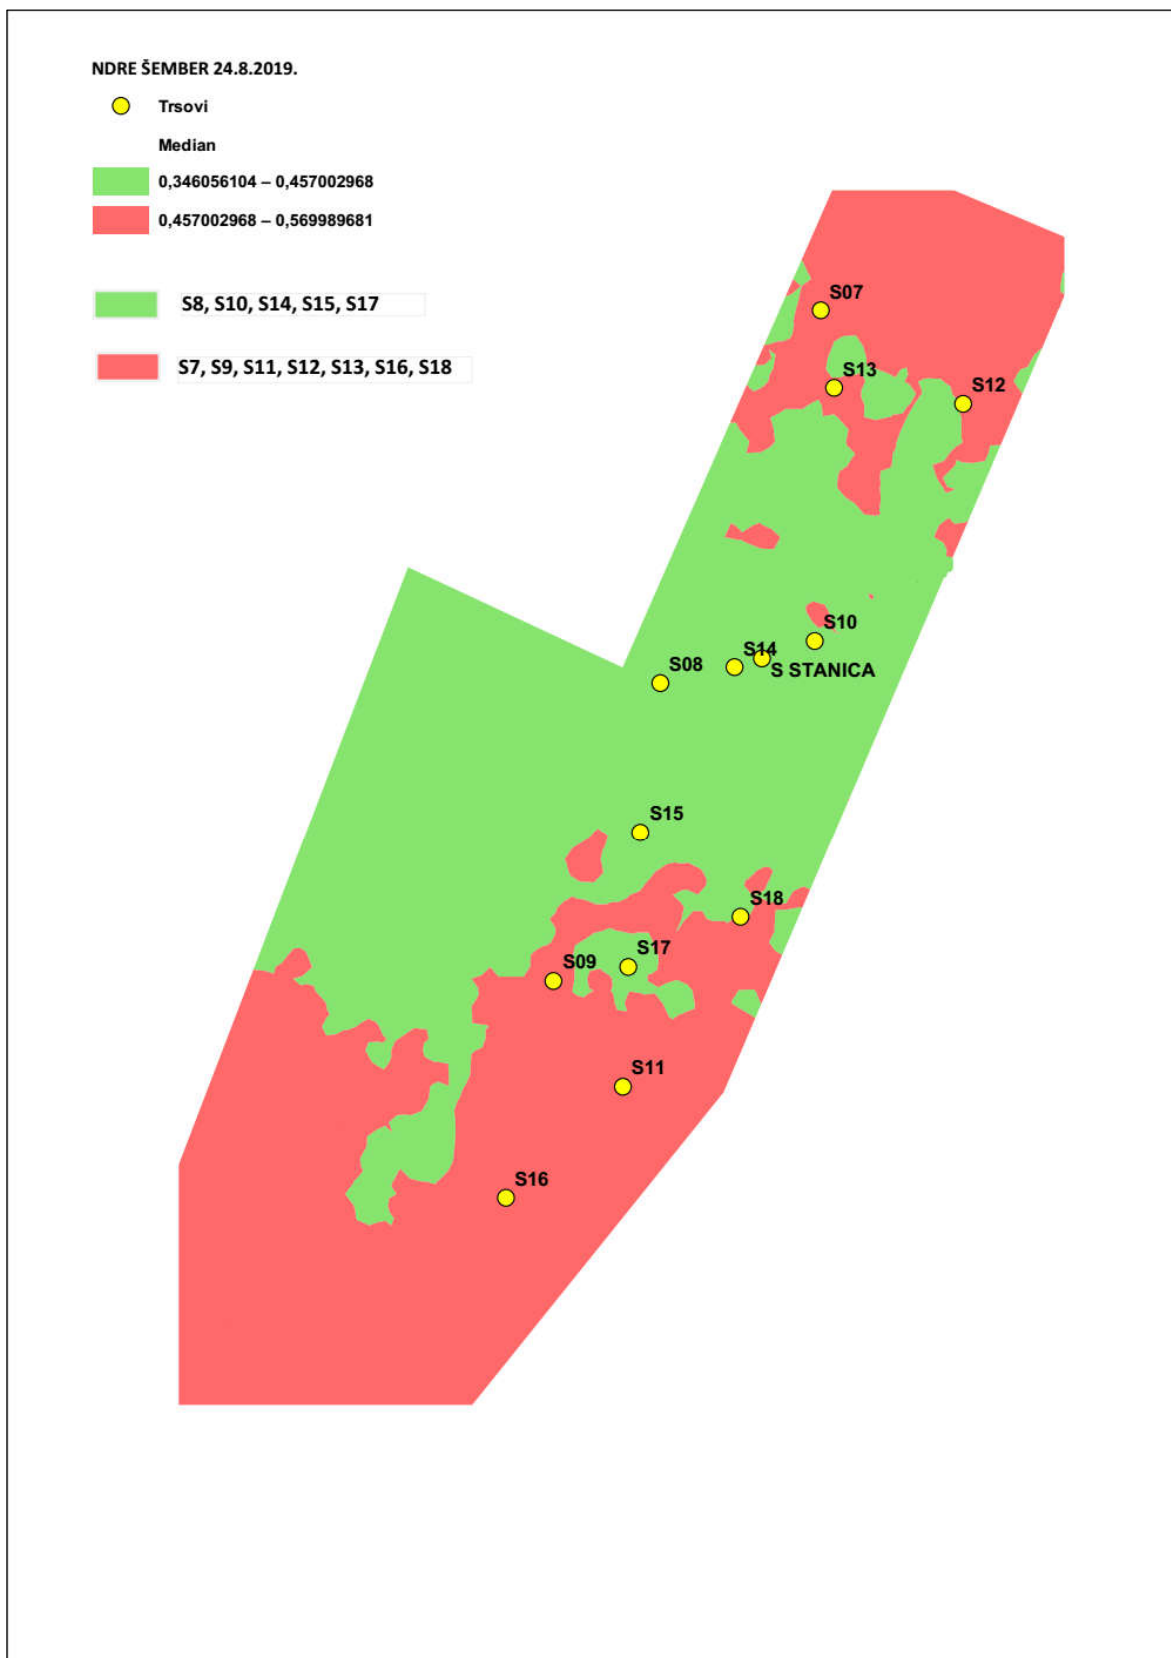 NDRE ŠEMBER 24.8.2019.
Trsovi
Median
0,346056104 – 0,457002968
0,457002968 – 0,569989681
S8, S10, S14, S15, S17
S7, S9, S11, S12, S13, S16, S18
S07
S13
S12
S10
S14
S STANICA
S08
S15
S18
S17
S09
S11
S16